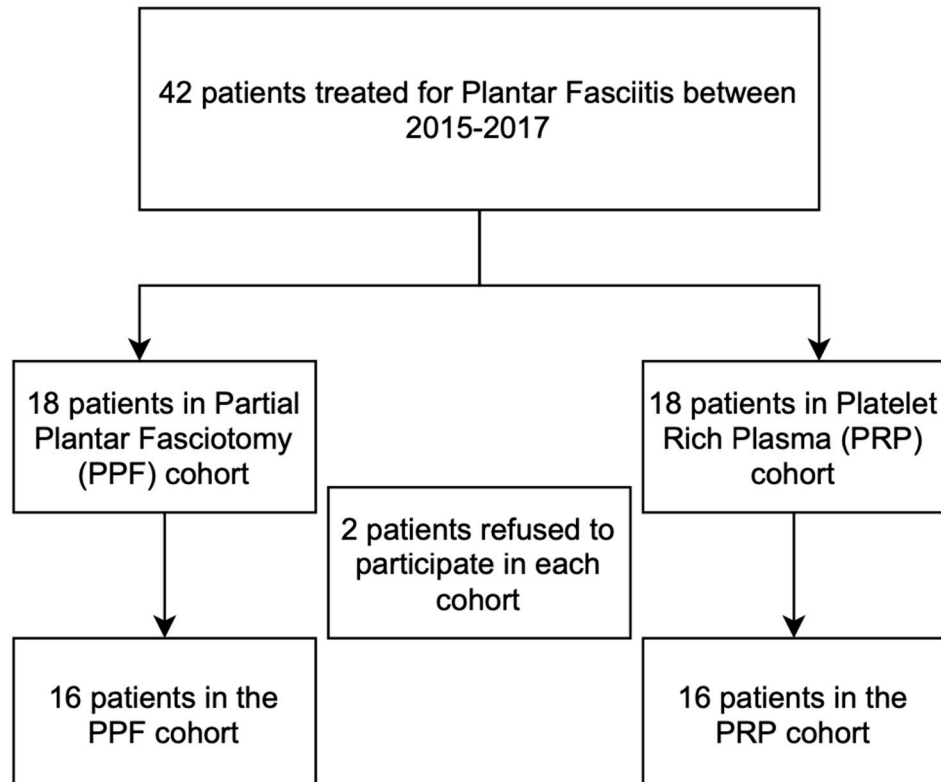 42 patients treated for Plantar Fasciitis between
2015-2017
18 patients in Partial
Plantar Fasciotomy
(PPF) cohort
18 patients in Platelet
Rich Plasma (PRP)
cohort
2 patients refused to
participate in each
cohort
16 patients in the
PPF cohort
16 patients in the
PRP cohort